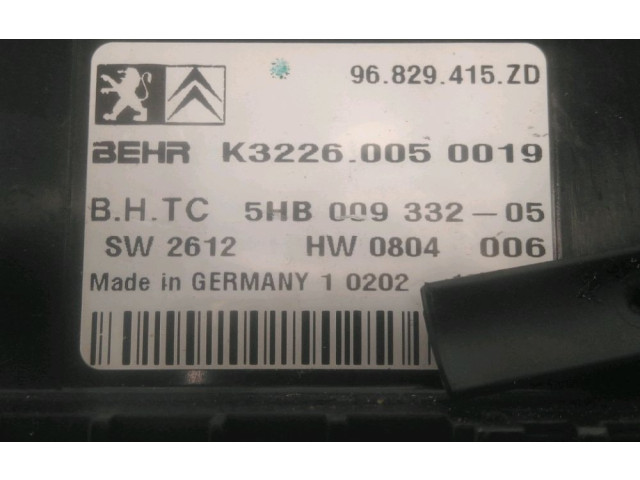 96.829.415.ZD
BEHR K3226.005 0019
B.H.TC 5HB 009 332-05
SW 2612 HW 0804 006
Made in GERMANY 1 0202